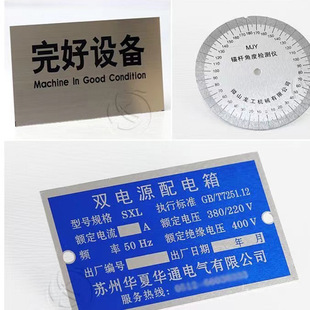 完好设备
Machine In Good Condition
MJY
锚杆角度检测仪
双电源配电箱
型号规格 SXL 执行标准 GB/T7251.12
额定电流 A 额定电压 380/220 V
频 率 50 Hz 额定绝缘电压 400 V
出厂编号 出厂日期 年 月
苏州华夏华通电气有限公司
服务热线: